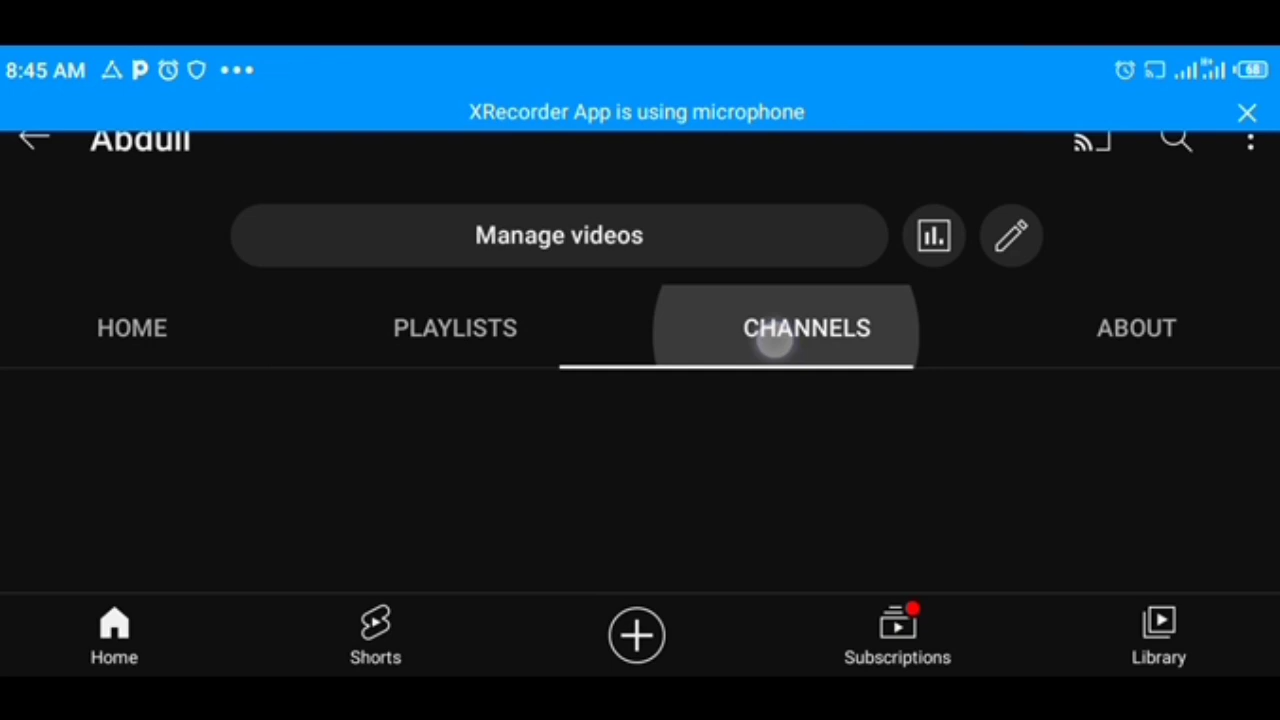 8:45 AM
68
XRecorder App is using microphone
Abdull
Manage videos
HOME PLAYLISTS CHANNELS ABOUT
Home Shorts Subscriptions Library